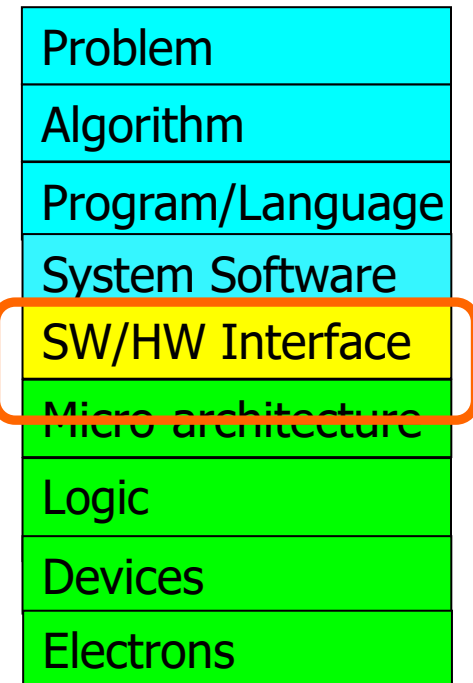 Problem
Algorithm
Program/Language
System Software
SW/HW Interface
Micro-architecture
Logic
Devices
Electrons